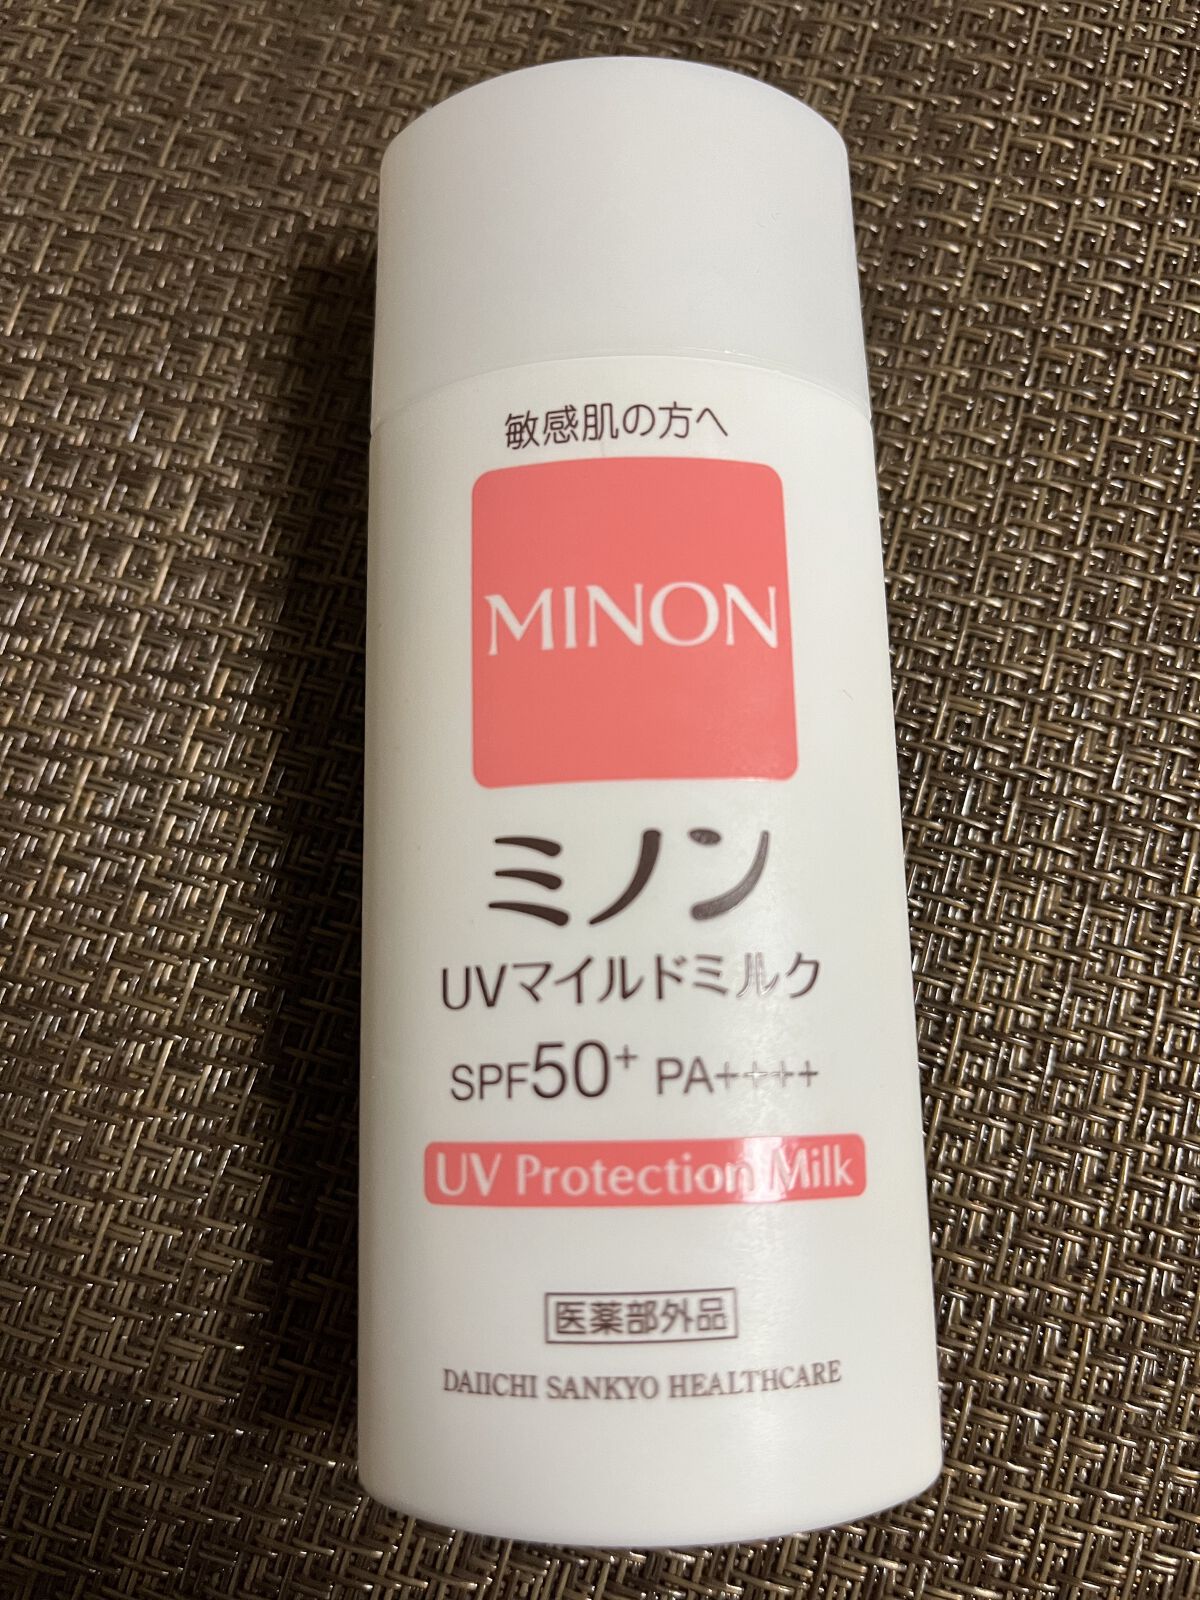 敏感肌の方へ
MINON
ミノン
UVマイルドミルク
SPF50+ PA++++
UV Protection Milk
医薬部外品
DAIICHI SANKYO HEALTHCARE